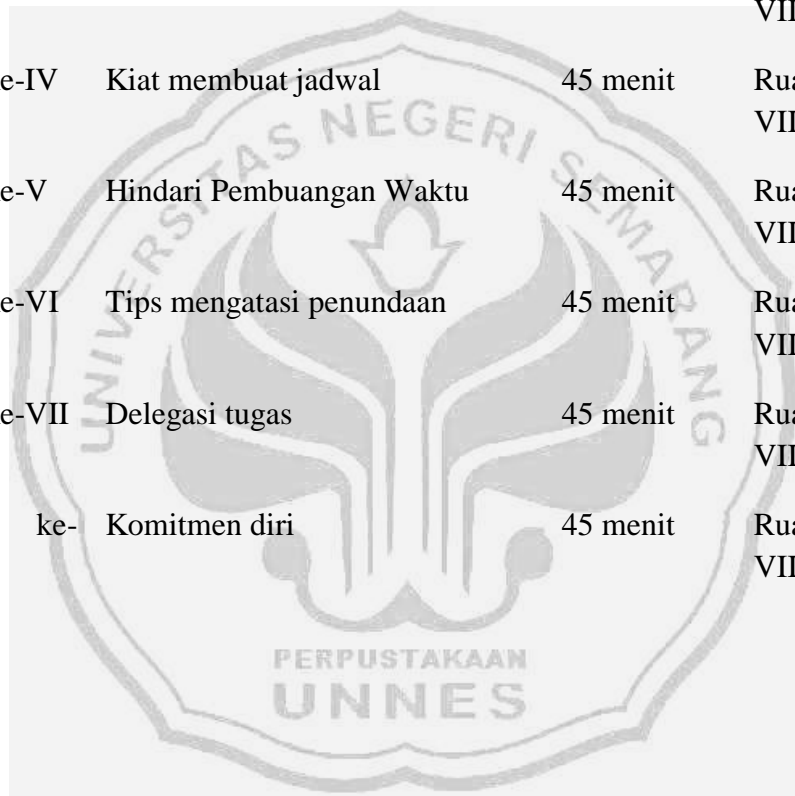 VII
e-IV Kiat membuat jadwal 45 menit Rua
VII
e-V Hindari Pembuangan Waktu 45 menit Rua
VII
e-VI Tips mengatasi penundaan 45 menit Rua
VII
e-VII Delegasi tugas 45 menit Rua
VII
ke- Komitmen diri 45 menit Rua
VII
UNIVERSITAS NEGERI SEMARANG
PERPUSTAKAAN
UNNES